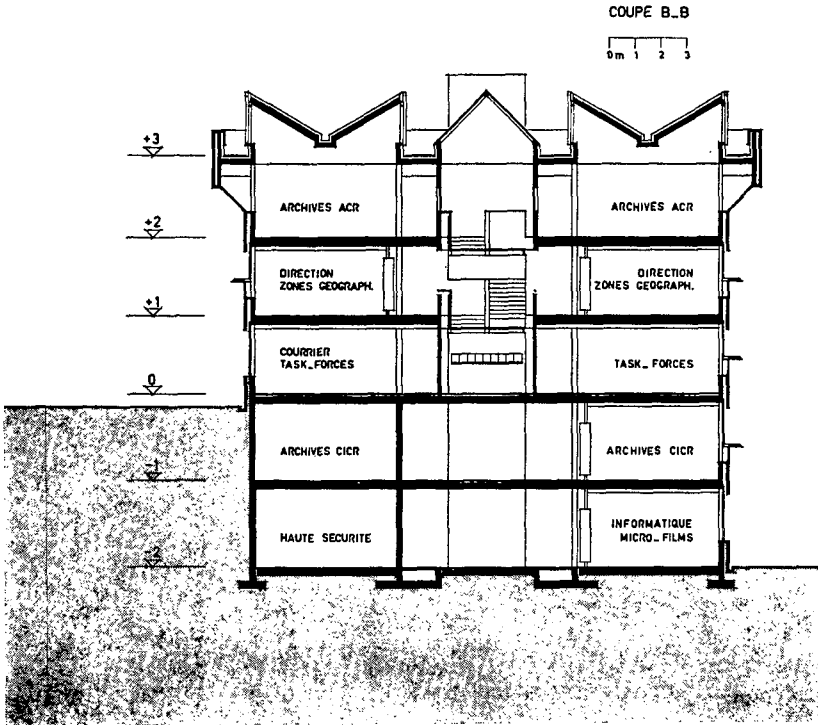 COUPE B_B
0m 1 2 3
+3
ARCHIVES ACR
ARCHIVES ACR
+2
DIRECTION
ZONES GEOGRAPH.
DIRECTION
ZONES GEOGRAPH.
+1
COURRIER
TASK_FORCES
TASK_FORCES
0
ARCHIVES CICR
ARCHIVES CICR
-1
HAUTE SECURITE
INFORMATIQUE
MICRO_FILMS
-2